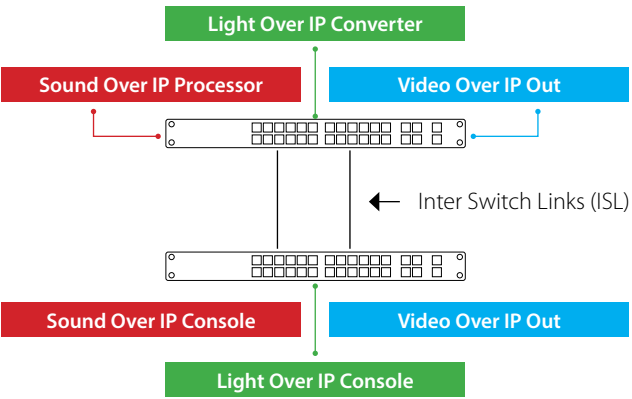 Light Over IP Converter
Sound Over IP Processor
Video Over IP Out
Inter Switch Links (ISL)
Sound Over IP Console
Video Over IP Out
Light Over IP Console